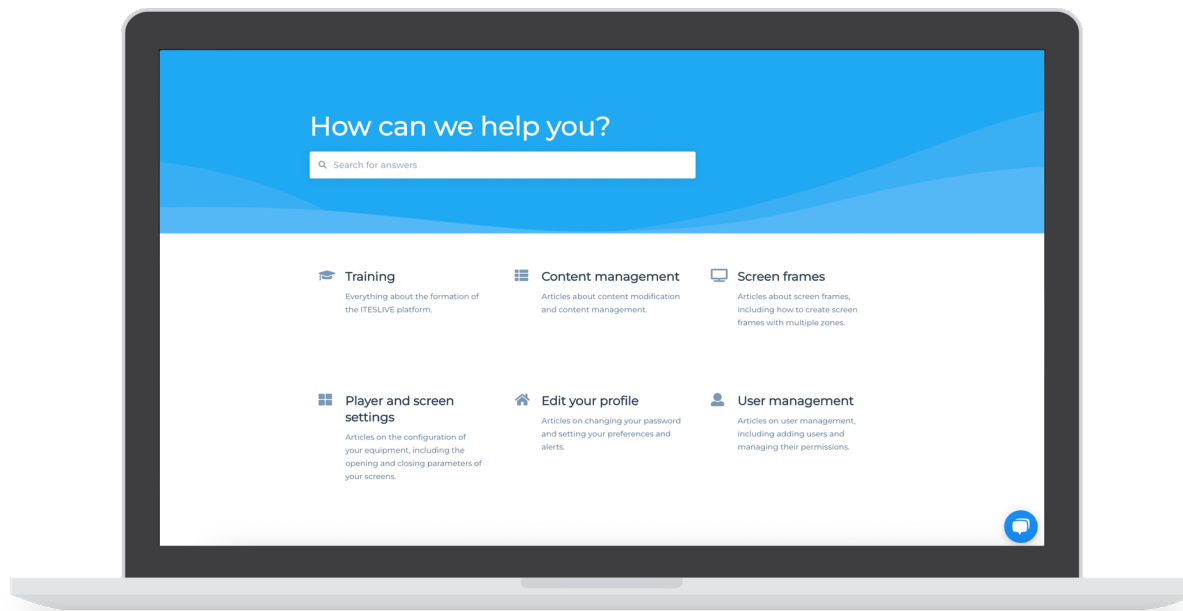 How can we help you?
Search for answers
Training
Everything about the formation of
the ITESLIVE platform.
Content management
Articles about content modification
and content management.
Screen frames
Articles about screen frames,
including how to create screen
frames with multiple zones.
Player and screen
settings
Articles on the configuration of
your equipment, including the
opening and closing parameters of
your screens.
Edit your profile
Articles on changing your password
and setting your preferences and
alerts.
User management
Articles on user management,
including adding users and
managing their permissions.